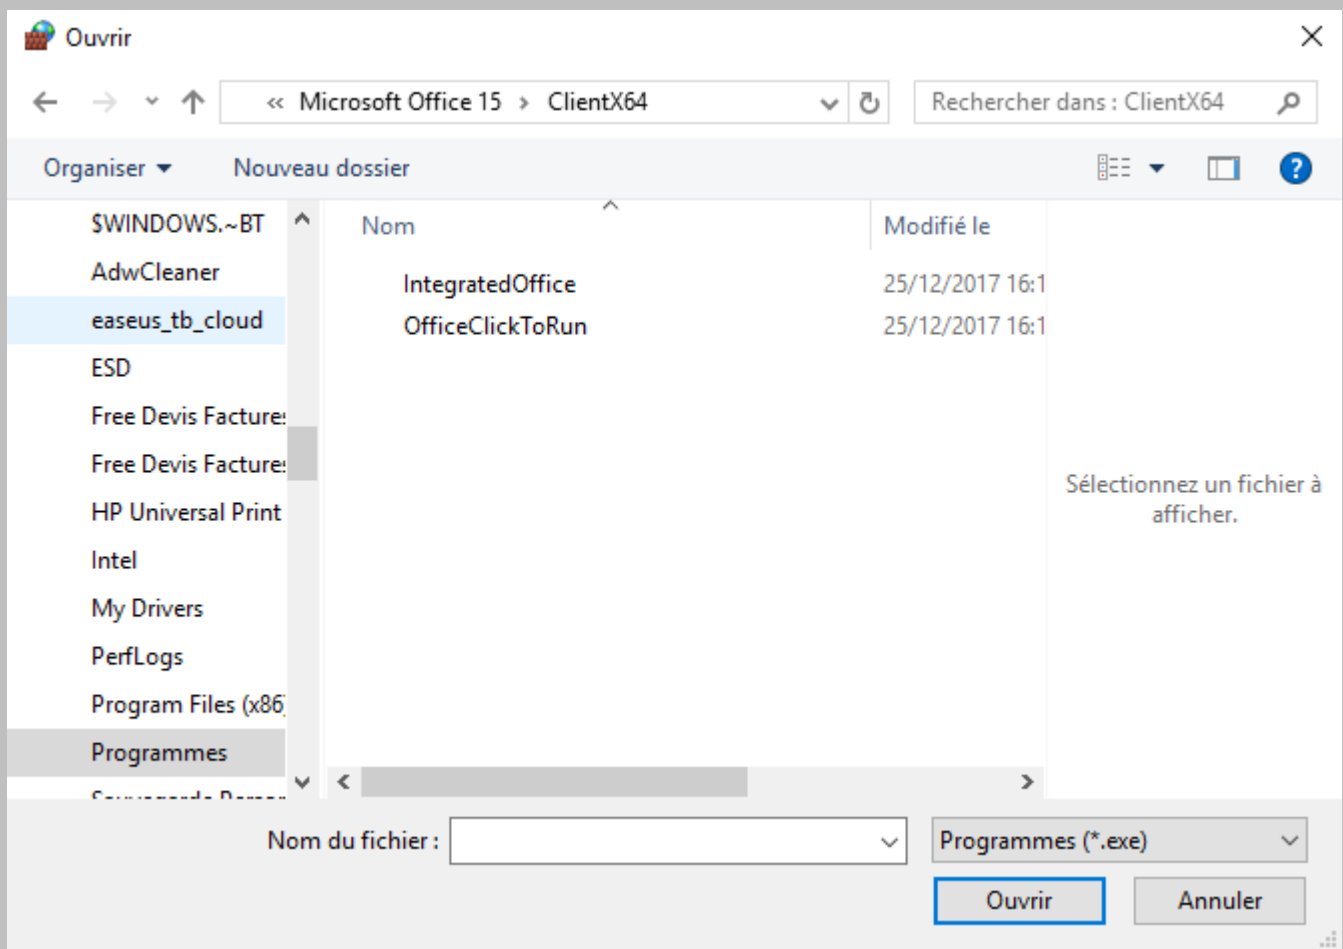 Ouvrir
« Microsoft Office 15 > ClientX64
Rechercher dans : ClientX64
Organiser
Nouveau dossier
Nom
Modifié le
$WINDOWS.~BT
AdwCleaner
easeus_tb_cloud
ESD
Free Devis Factures
Free Devis Factures
HP Universal Print
Intel
My Drivers
PerfLogs
Program Files (x86)
Programmes
IntegratedOffice 25/12/2017 16:1
OfficeClickToRun 25/12/2017 16:1
Sélectionnez un fichier à
afficher.
Nom du fichier :
Programmes (*.exe)
Ouvrir
Annuler